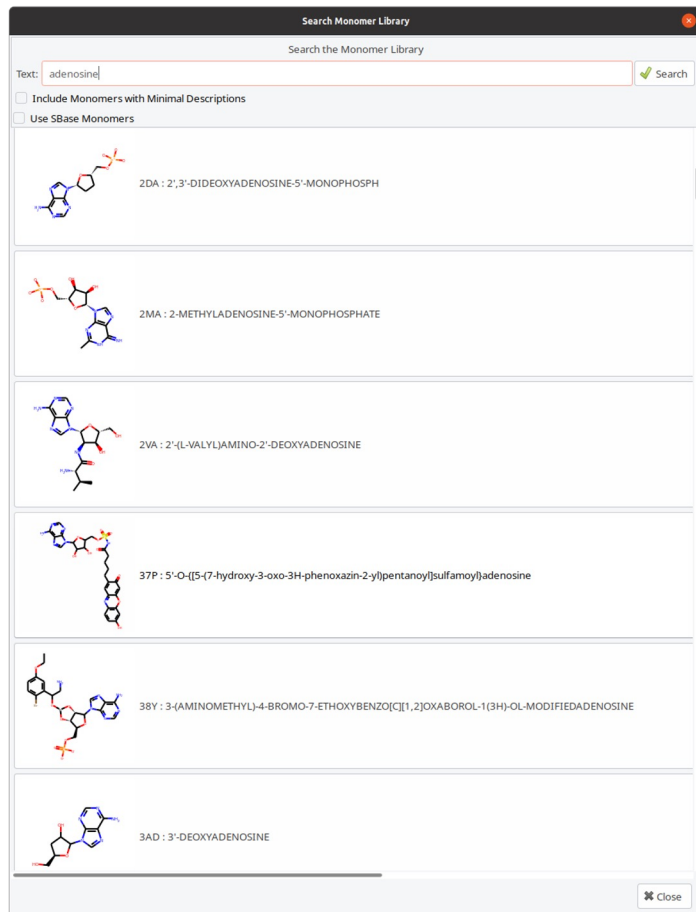 Search Monomer Library
Search the Monomer Library
Text: adenosine Search
Include Monomers with Minimal Descriptions
Use SBase Monomers
2DA : 2',3'-DIDEOXYADENOSINE-5'-MONOPHOSPH
2MA : 2-METHYLADENOSINE-5'-MONOPHOSPHATE
2VA : 2'-(L-VALYL)AMINO-2'-DEOXYADENOSINE
37P : 5'-O-{[5-(7-hydroxy-3-oxo-3H-phenoxazin-2-yl)pentanoyl]sulfamoyl}adenosine
38Y : 3-(AMINOMETHYL)-4-BROMO-7-ETHOXYBENZO[C][1,2]OXABOROL-1(3H)-OL-MODIFIEDADENOSINE
3AD : 3'-DEOXYADENOSINE
Close